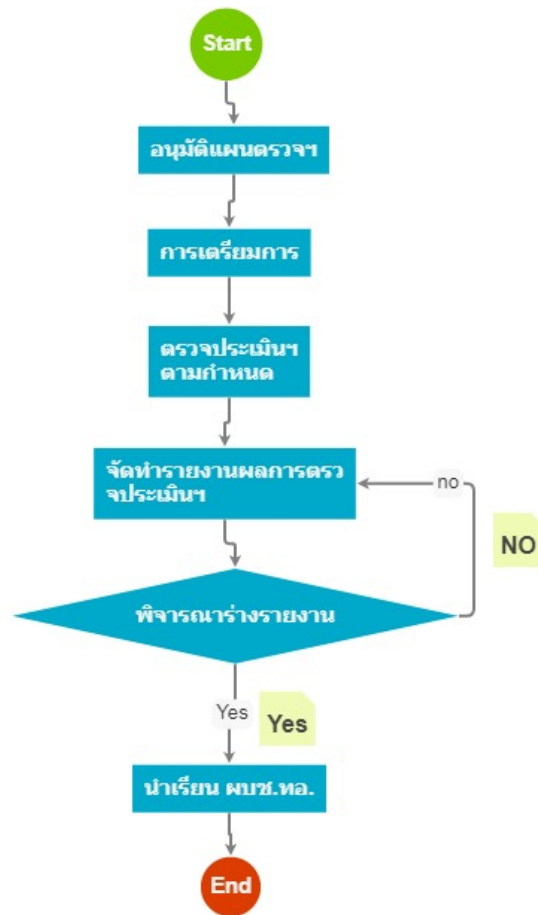 Start
อนุมัติแผนตรวจฯ
การเตรียมการ
ตรวจประเมินฯ
ตามกำหนด
จัดทำรายงานผลการตรว
จประเมินฯ
no
NO
พิจารณาร่างรายงาน
Yes
Yes
นำเรียน ผบช.ทอ.
End